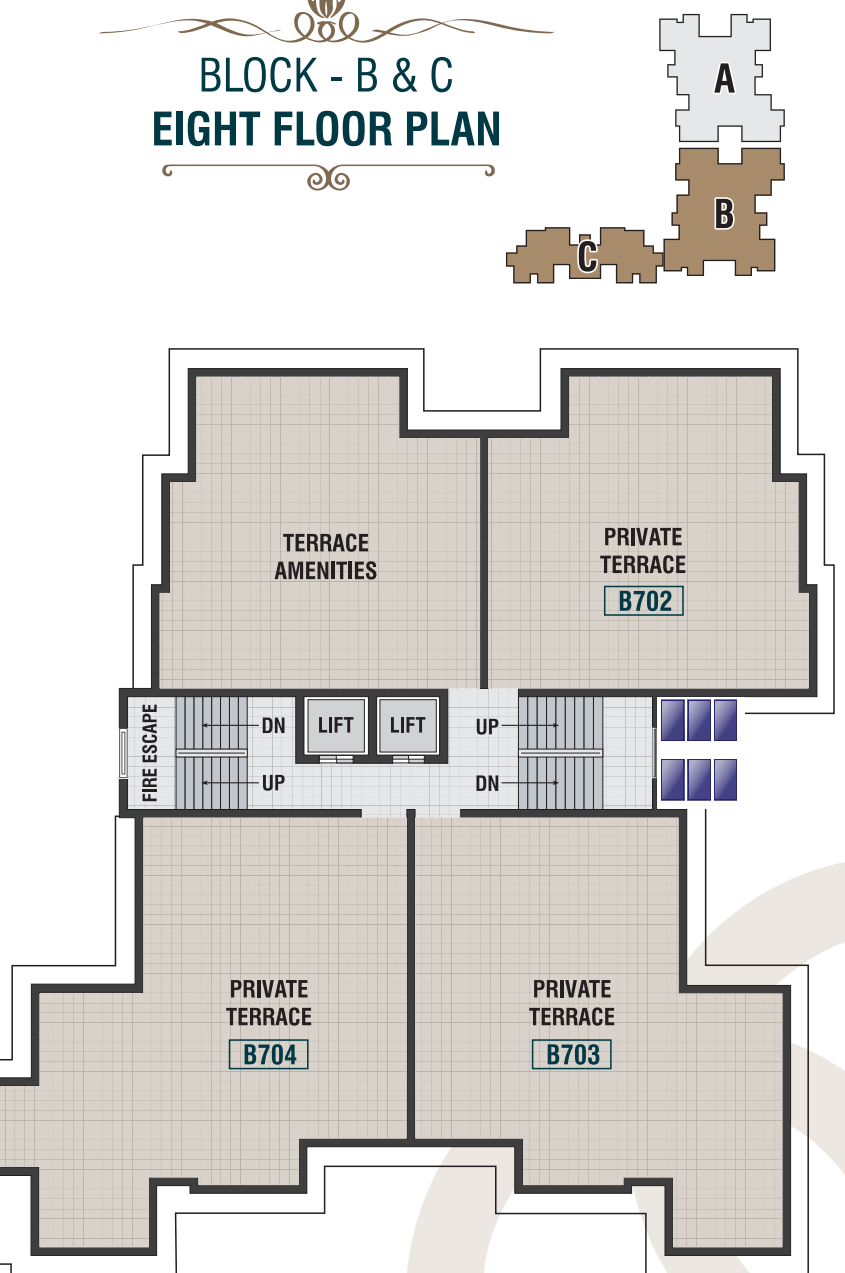 BLOCK - B & C
EIGHT FLOOR PLAN
A
B
C
TERRACE
AMENITIES
PRIVATE
TERRACE
B702
FIRE ESCAPE
DN
UP
LIFT
LIFT
UP
DN
PRIVATE
TERRACE
B704
PRIVATE
TERRACE
B703